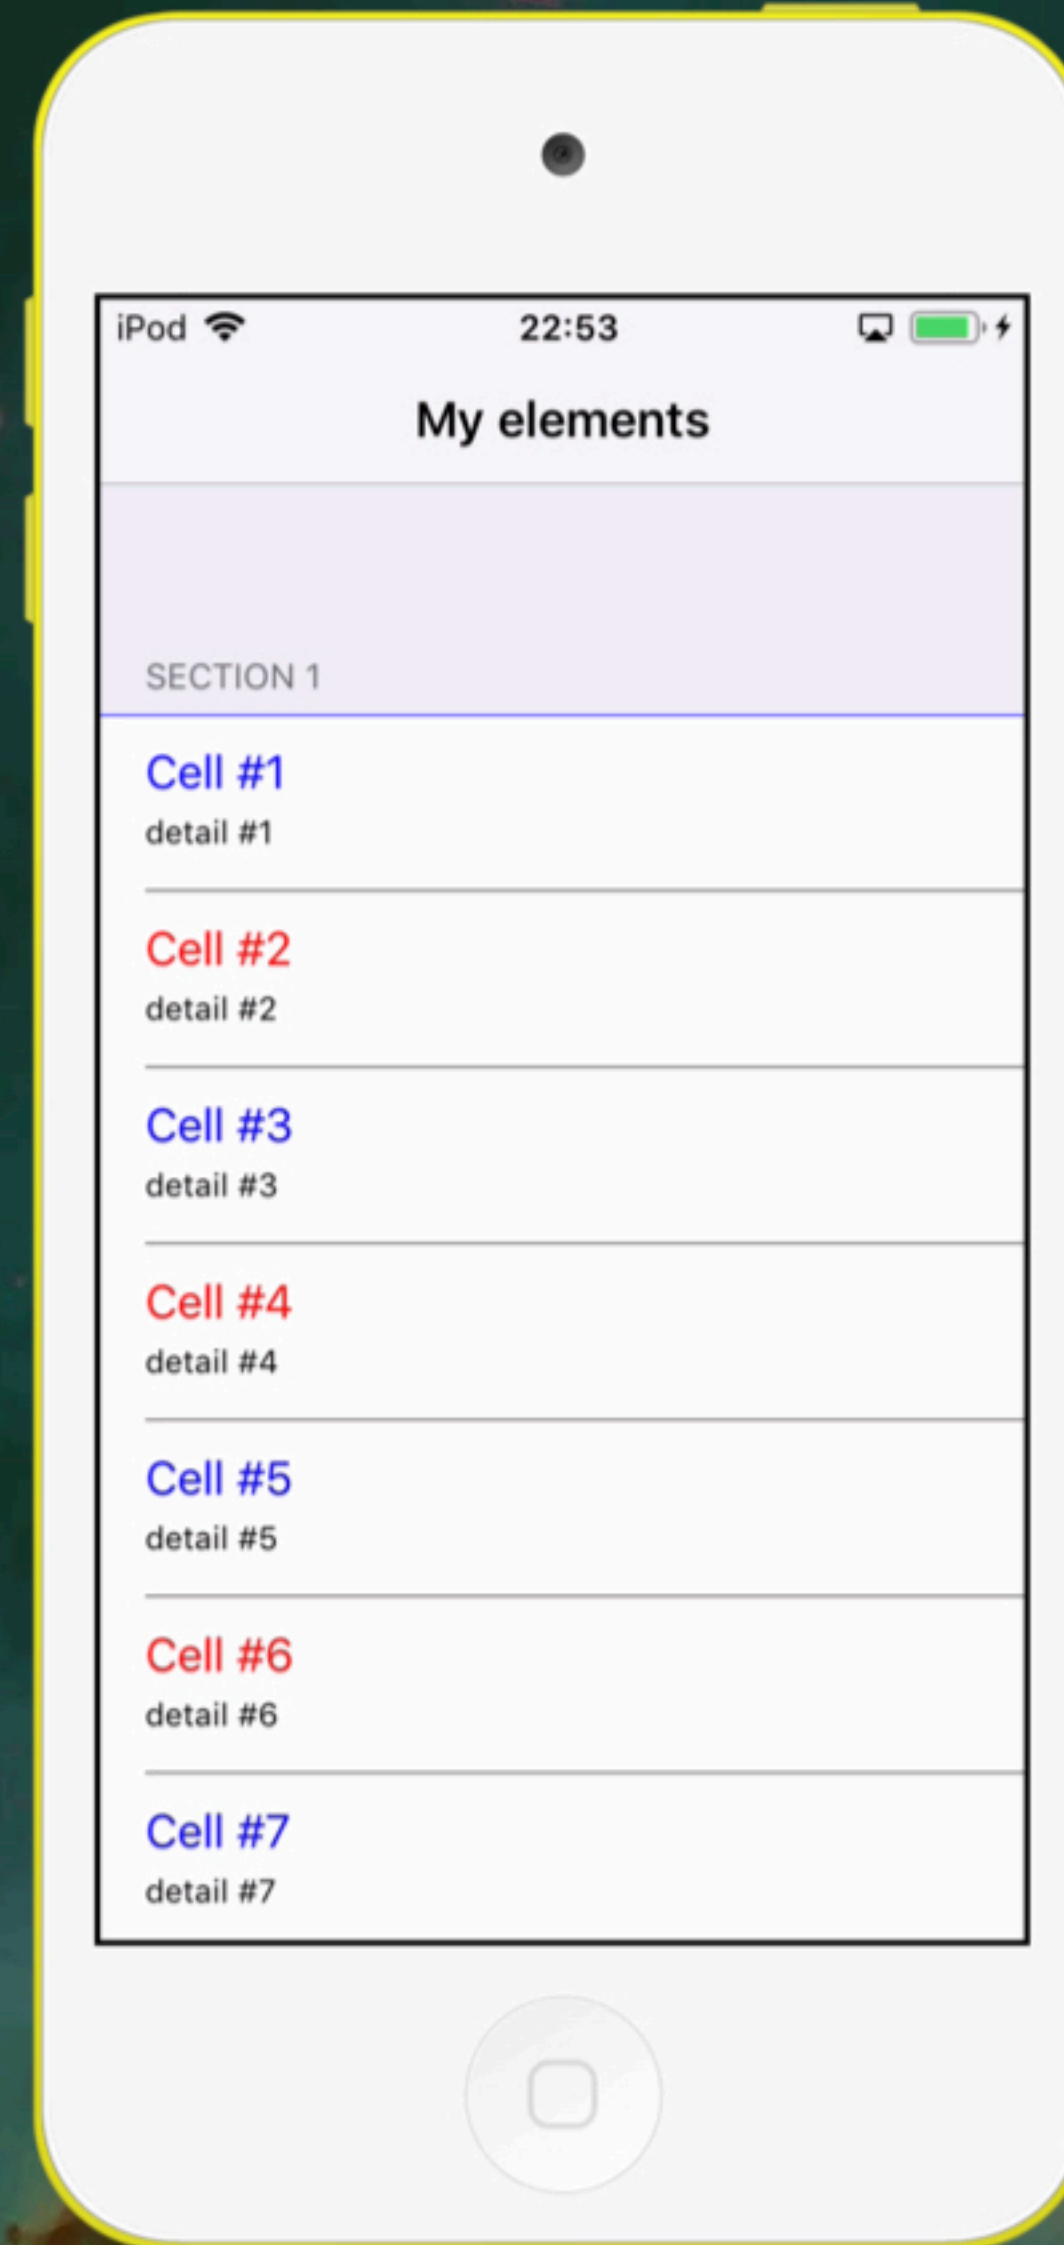 iPod 22:53
My elements
SECTION 1
Cell #1
detail #1
Cell #2
detail #2
Cell #3
detail #3
Cell #4
detail #4
Cell #5
detail #5
Cell #6
detail #6
Cell #7
detail #7